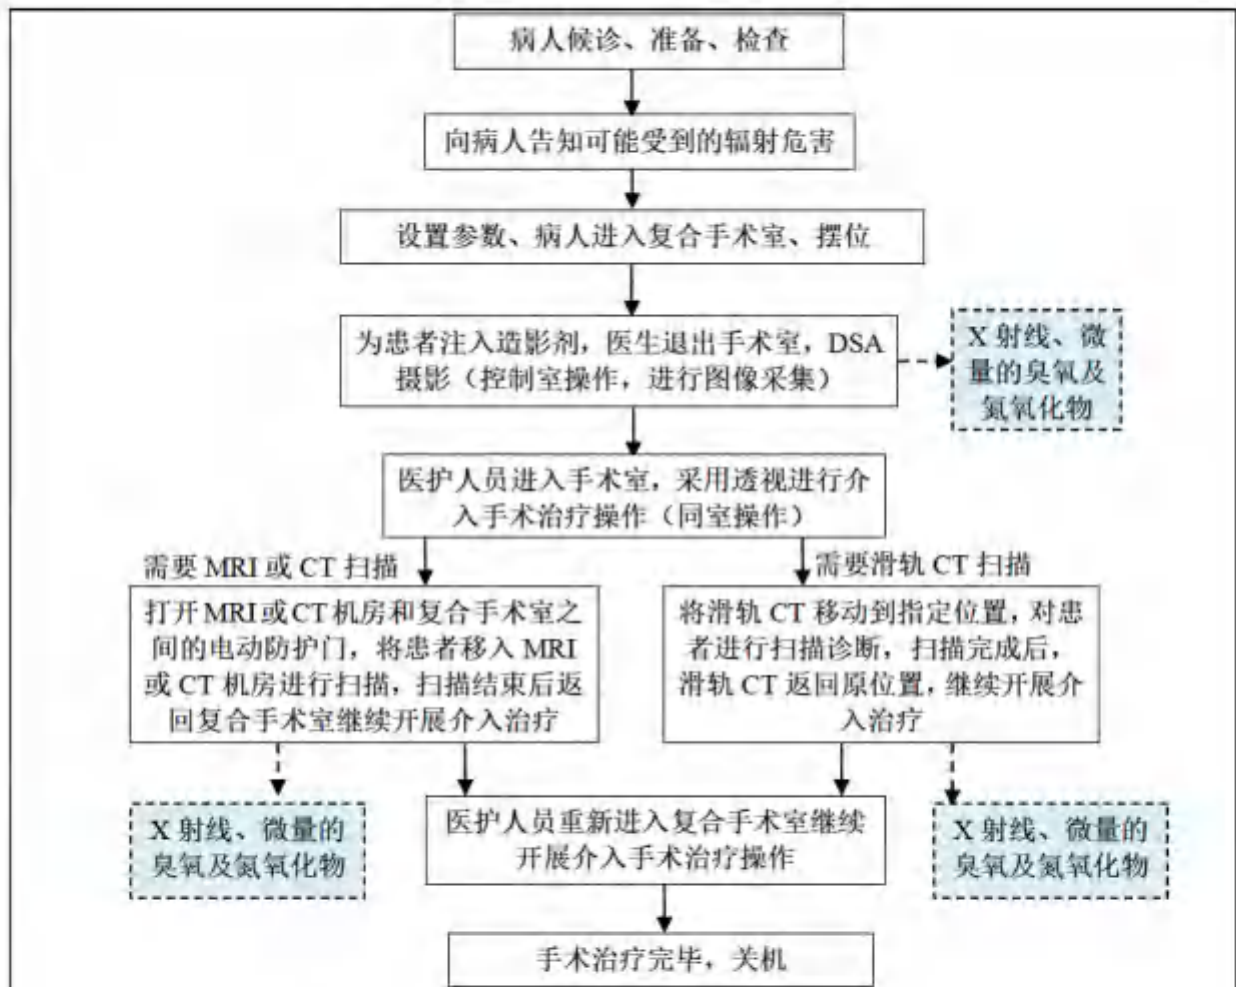 病人候诊、准备、检查
向病人告知可能受到的辐射危害
设置参数、病人进入复合手术室、摆位
为患者注入造影剂，医生退出手术室，DSA
摄影（控制室操作，进行图像采集）
X 射线、微
量的臭氧及
氮氧化物
医护人员进入手术室，采用透视进行介
入手术治疗操作（同室操作）
需要 MRI 或 CT 扫描
打开 MRI 或 CT 机房和复合手术室之
间的电动防护门，将患者移入 MRI
或 CT 机房进行扫描，扫描结束后返
回复合手术室继续开展介入治疗
需要滑轨 CT 扫描
将滑轨 CT 移动到指定位置，对患
者进行扫描诊断，扫描完成后，
滑轨 CT 返回原位置，继续开展介
入治疗
X 射线、微量的
臭氧及氮氧化物
医护人员重新进入复合手术室继续
开展介入手术治疗操作
X 射线、微量的
臭氧及氮氧化物
手术治疗完毕，关机